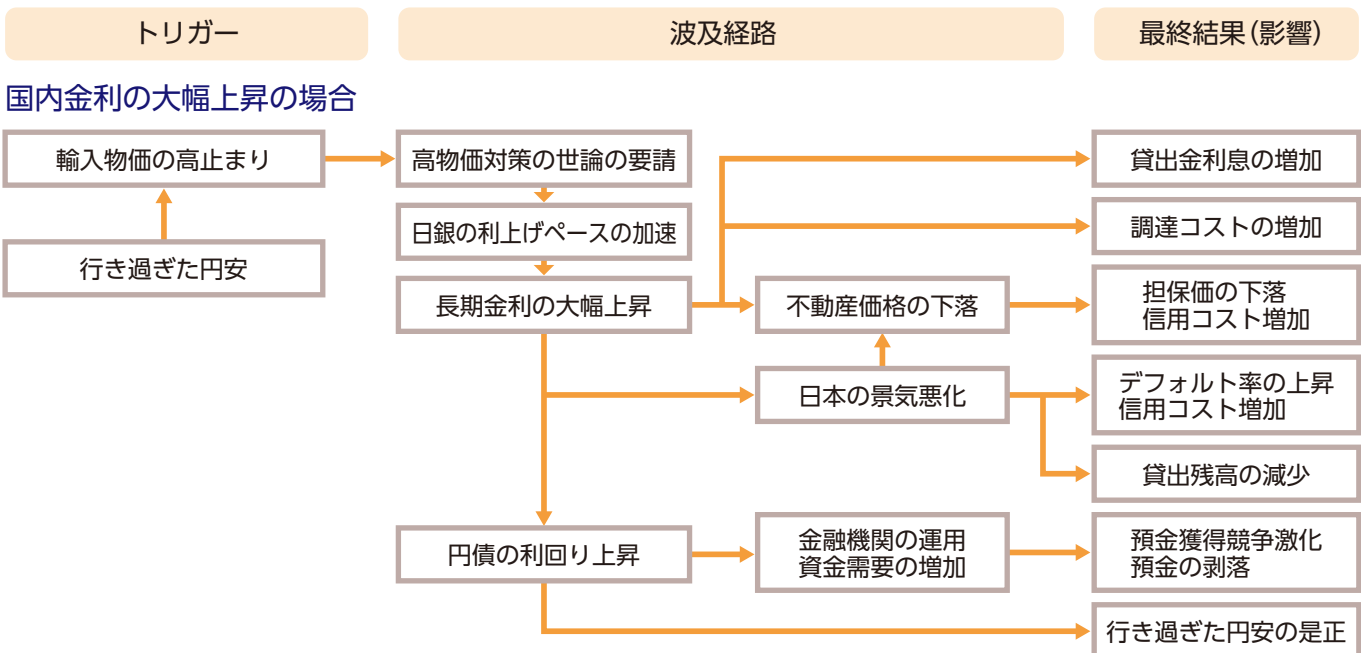 トリガー
波及経路
最終結果(影響)
国内金利の大幅上昇の場合
輸入物価の高止まり
高物価対策の世論の要請
貸出金利息の増加
日銀の利上げペースの加速
調達コストの増加
行き過ぎた円安
長期金利の大幅上昇
不動産価格の下落
担保価の下落
信用コスト増加
日本の景気悪化
デフォルト率の上昇
信用コスト増加
貸出残高の減少
円債の利回り上昇
金融機関の運用
資金需要の増加
預金獲得競争激化
預金の剥落
行き過ぎた円安の是正